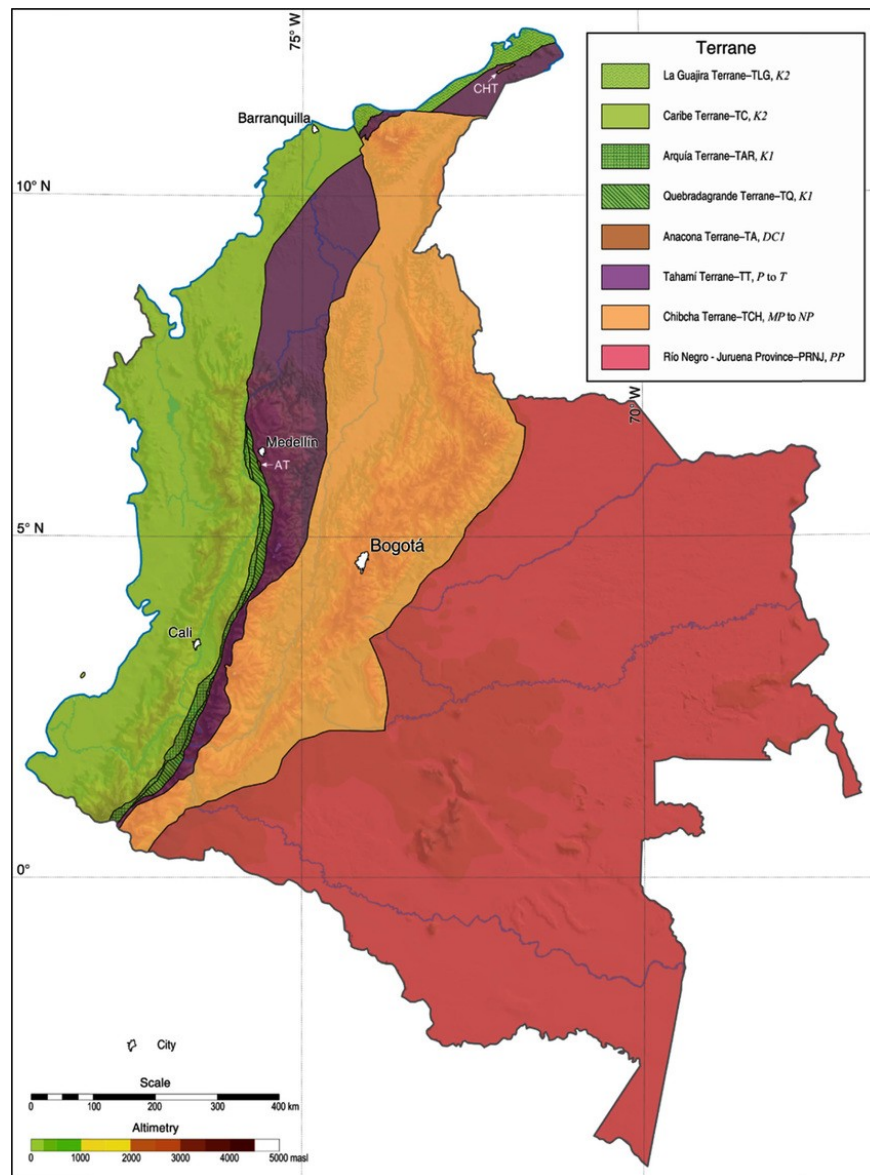 75° W
Terrane
La Guajira Terrane–TLG, K2
Caribe Terrane–TC, K2
Arquía Terrane–TAR, K1
Quebradagrande Terrane–TQ, K1
Anacona Terrane–TA, DC1
Tahamí Terrane–TT, P to T
Chibcha Terrane–TCH, MP to NP
Río Negro - Juruena Province–PRNJ, PP
CHT
Barranquilla
10° N
70° W
Medellín
AT
5° N
Bogotá
Cali
0°
City
Scale
0 100 200 300 400 km
Altimetry
0 1000 2000 3000 4000 5000 masl